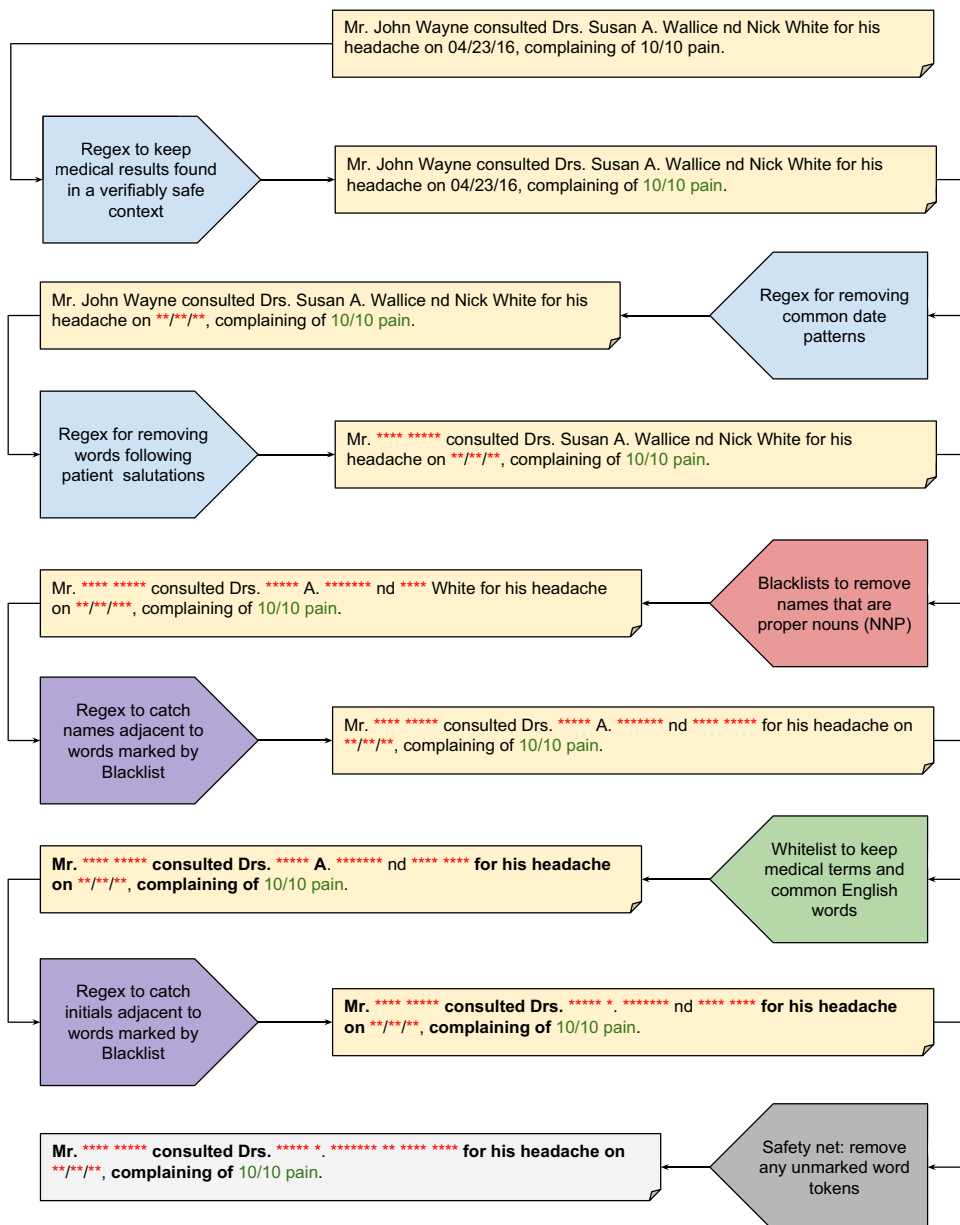 Mr. John Wayne consulted Drs. Susan A. Wallice nd Nick White for his
headache on 04/23/16, complaining of 10/10 pain.
Regex to keep
medical results found
in a verifiably safe
context
Mr. John Wayne consulted Drs. Susan A. Wallice nd Nick White for his
headache on 04/23/16, complaining of 10/10 pain.
Regex for removing
common date
patterns
Mr. John Wayne consulted Drs. Susan A. Wallice nd Nick White for his
headache on **/**/**, complaining of 10/10 pain.
Regex for removing
words following
patient salutations
Mr. **** ***** consulted Drs. Susan A. Wallice nd Nick White for his
headache on **/**/**, complaining of 10/10 pain.
Blacklists to remove
names that are
proper nouns (NNP)
Mr. **** ***** consulted Drs. ***** A. ******* nd **** White for his headache
on **/**/***, complaining of 10/10 pain.
Regex to catch
names adjacent to
words marked by
Blacklist
Mr. **** ***** consulted Drs. ***** A. ******* nd **** ***** for his headache on
**/**/**, complaining of 10/10 pain.
Whitelist to keep
medical terms and
common English
words
Mr. **** ***** consulted Drs. ***** A. ******* nd **** **** for his headache
on **/**/**, complaining of 10/10 pain.
Regex to catch
initials adjacent to
words marked by
Blacklist
Mr. **** ***** consulted Drs. ***** *. ******* nd **** **** for his headache
on **/**/**, complaining of 10/10 pain.
Safety net: remove
any unmarked word
tokens
Mr. **** ***** consulted Drs. ***** *. ******* ** **** **** for his headache on
**/**/**, complaining of 10/10 pain.